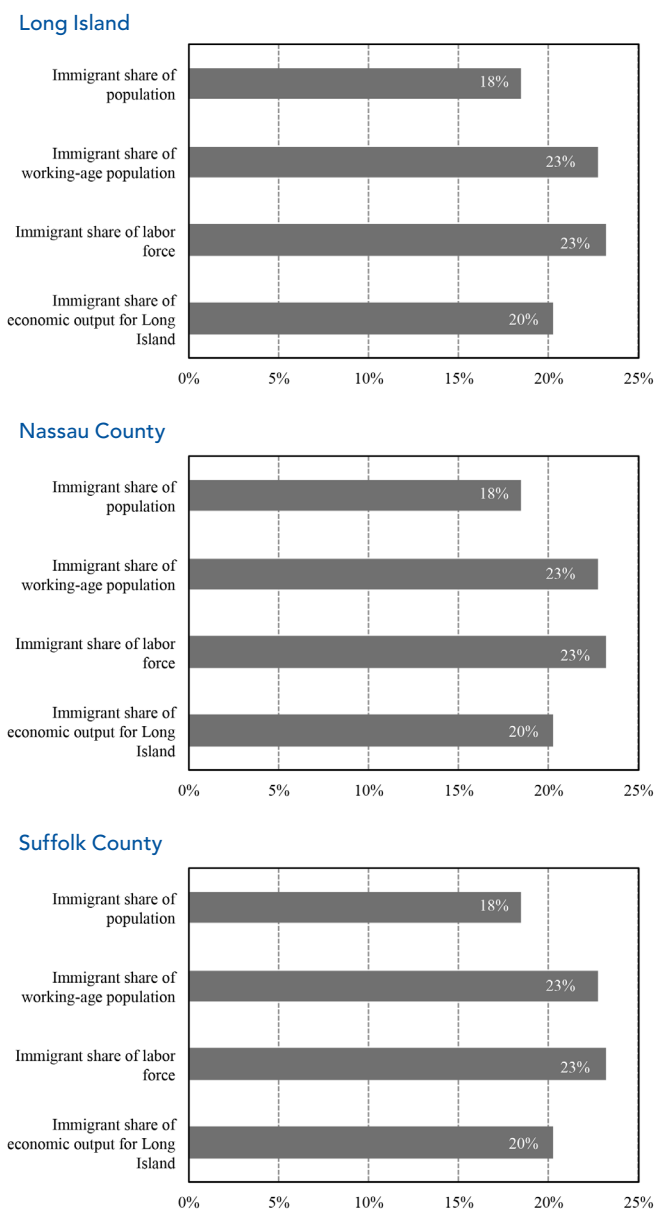 Long Island
Immigrant share of
population
18%
Immigrant share of
working-age population
23%
Immigrant share of labor
force
23%
Immigrant share of
economic output for Long
Island
20%
0% 5% 10% 15% 20% 25%
Nassau County
Immigrant share of
population
18%
Immigrant share of
working-age population
23%
Immigrant share of labor
force
23%
Immigrant share of
economic output for Long
Island
20%
0% 5% 10% 15% 20% 25%
Suffolk County
Immigrant share of
population
18%
Immigrant share of
working-age population
23%
Immigrant share of labor
force
23%
Immigrant share of
economic output for Long
Island
20%
0% 5% 10% 15% 20% 25%